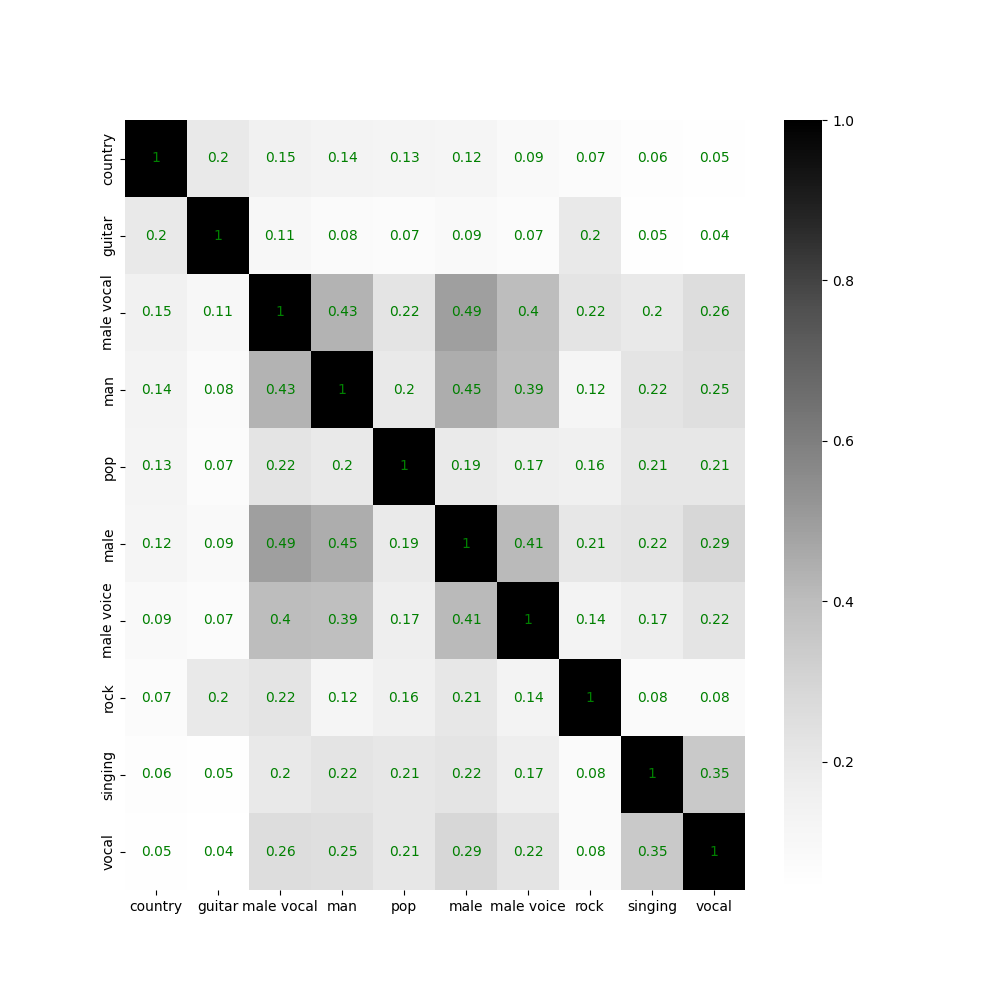 country 1 0.2 0.15 0.14 0.13 0.12 0.09 0.07 0.06 0.05
guitar 0.2 1 0.11 0.08 0.07 0.09 0.07 0.2 0.05 0.04
male vocal 0.15 0.11 1 0.43 0.22 0.49 0.4 0.22 0.2 0.26
man 0.14 0.08 0.43 1 0.2 0.45 0.39 0.12 0.22 0.25
pop 0.13 0.07 0.22 0.2 1 0.19 0.17 0.16 0.21 0.21
male 0.12 0.09 0.49 0.45 0.19 1 0.41 0.21 0.22 0.29
male voice 0.09 0.07 0.4 0.39 0.17 0.41 1 0.14 0.17 0.22
rock 0.07 0.2 0.22 0.12 0.16 0.21 0.14 1 0.08 0.08
singing 0.06 0.05 0.2 0.22 0.21 0.22 0.17 0.08 1 0.35
vocal 0.05 0.04 0.26 0.25 0.21 0.29 0.22 0.08 0.35 1
country guitar male vocal man pop male male voice rock singing vocal
1.0
0.8
0.6
0.4
0.2